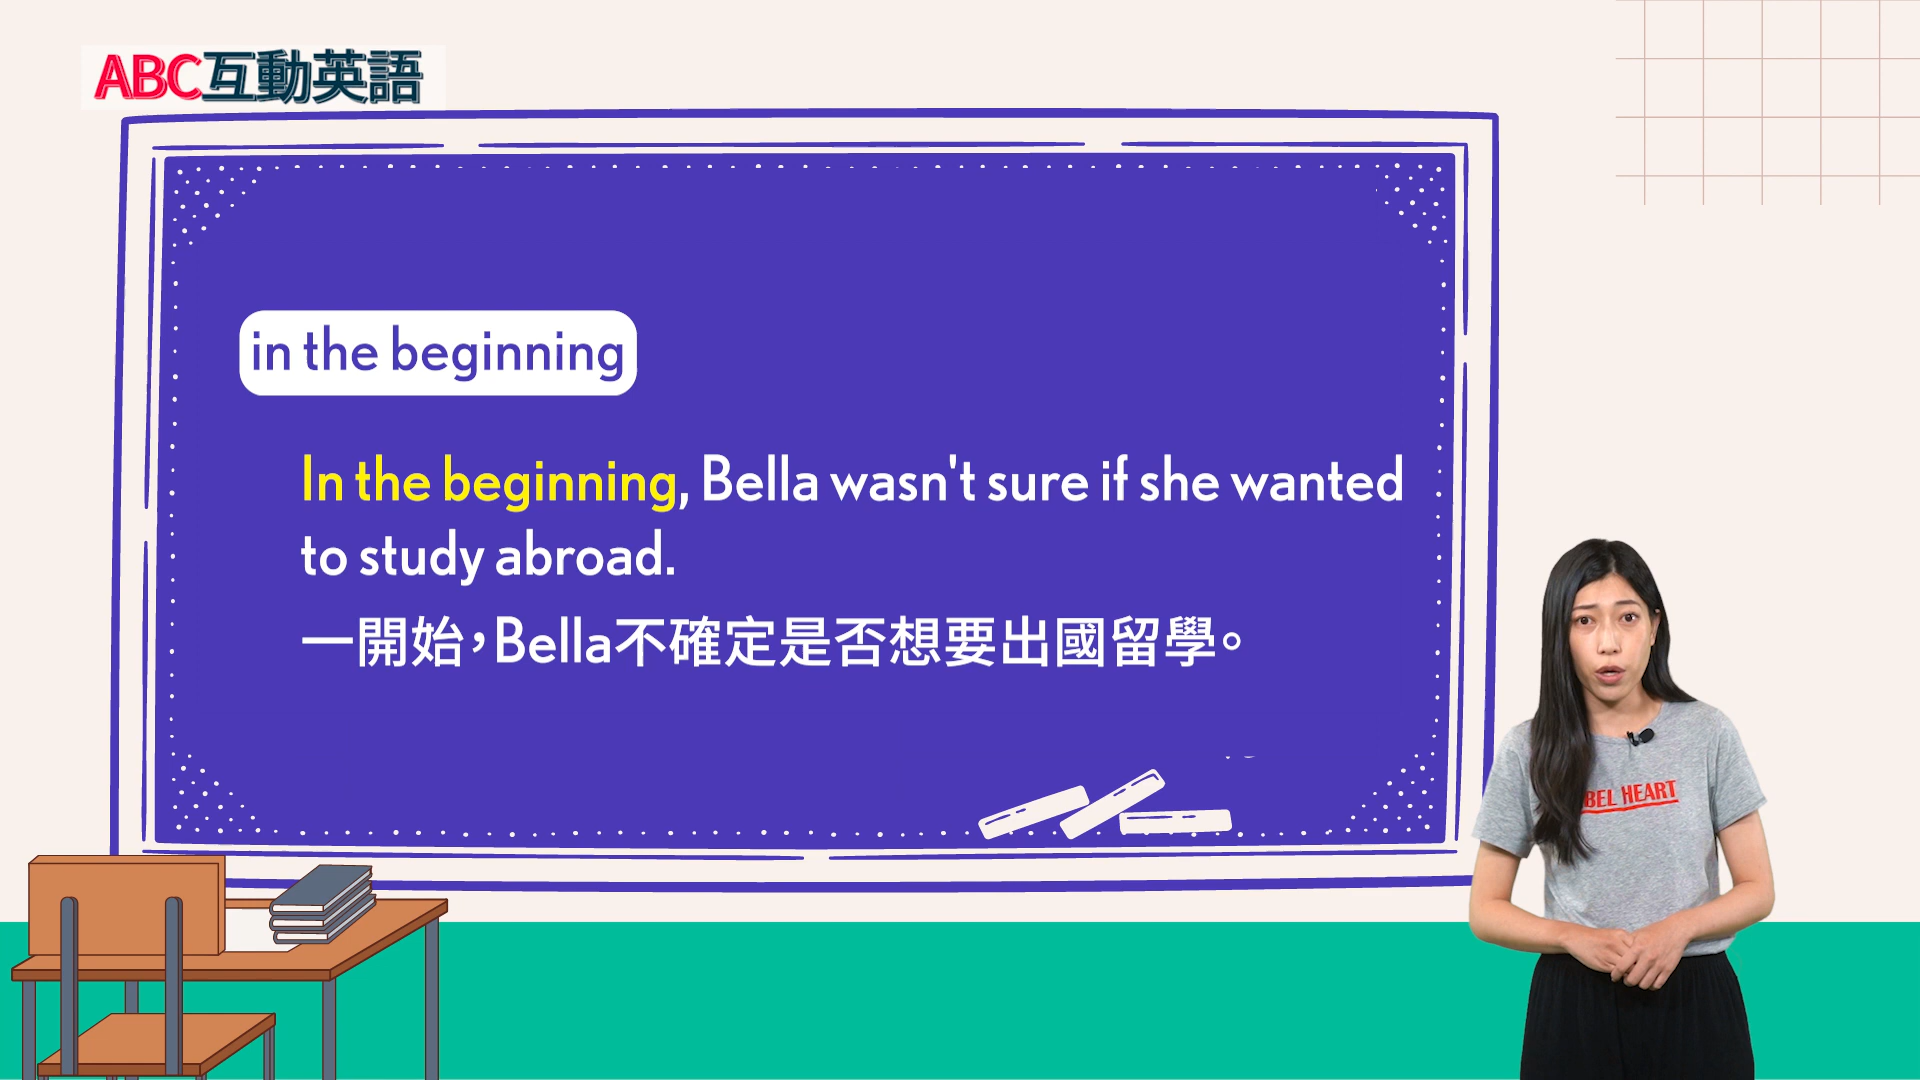 ABC互動英語
in the beginning
In the beginning, Bella wasn't sure if she wanted
to study abroad.
一開始，Bella不確定是否想要出國留學。
BEL HEART